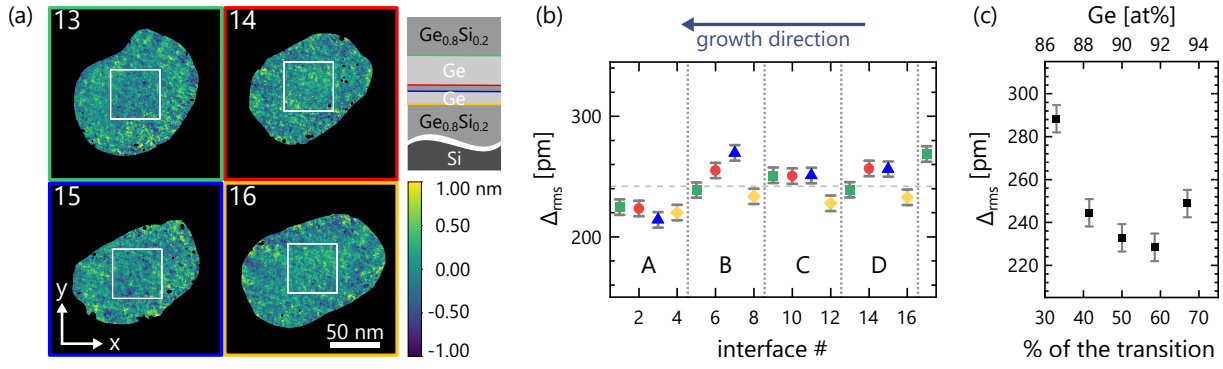 (a)
13
14
15
16
y
x
50 nm
Ge₀.₈Si₀.₂
Ge
Ge
Ge₀.₈Si₀.₂
Si
1.00 nm
0.50
0.00
-0.50
-1.00
(b)
growth direction
Δrms [pm]
300
250
200
A
B
C
D
2 4 6 8 10 12 14 16
interface #
(c)
Ge [at%]
86 88 90 92 94
Δrms [pm]
300
280
260
240
220
30 40 50 60 70
% of the transition